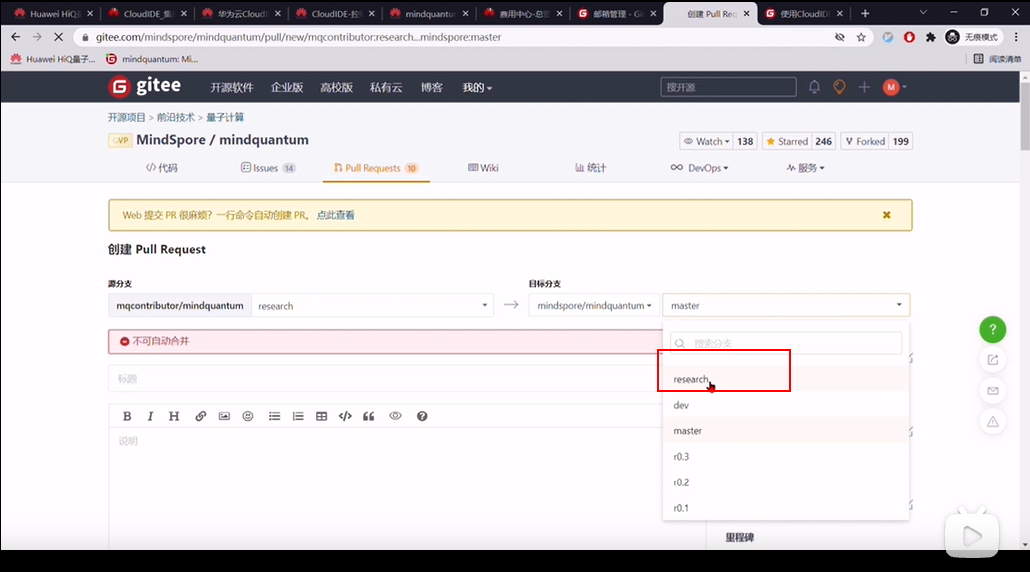 Huawei HiQ量
CloudIDE_集
华为云CloudI
CloudIDE-控
mindquantu
费用中心-总览
邮箱管理 - Gi
创建 Pull Req
使用CloudID
gitee.com/mindspore/mindquantum/pull/new/mqcontributor:research...mindspore:master
无痕模式
Huawei HiQ量子...
mindquantum: Mi...
阅读清单
gitee
开源软件
企业版
高校版
私有云
博客
我的
搜开源
M
开源项目 > 前沿技术 > 量子计算
GVP
MindSpore / mindquantum
Watch
138
Starred
246
Forked
199
代码
Issues 14
Pull Requests 10
Wiki
统计
DevOps
服务
Web 提交 PR 很麻烦？一行命令自动创建 PR。 点此查看
创建 Pull Request
源分支
目标分支
mqcontributor/mindquantum
research
mindspore/mindquantum
master
不可自动合并
搜索分支
标题
research
dev
master
r0.3
r0.2
r0.1
B I H
说明
里程碑